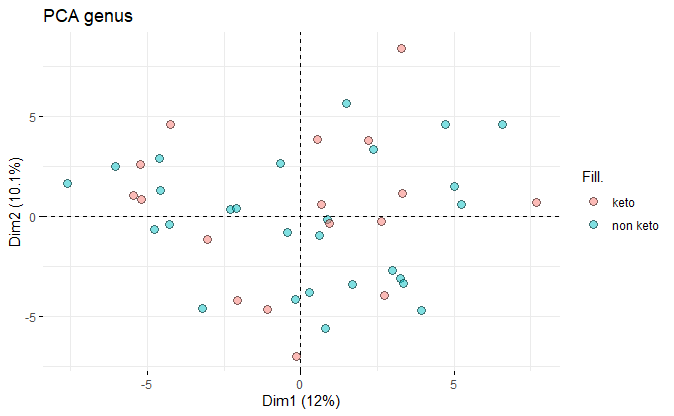 PCA genus
5
0
-5
Dim2 (10.1%)
-5
0
5
Dim1 (12%)
Fill.
keto
non keto